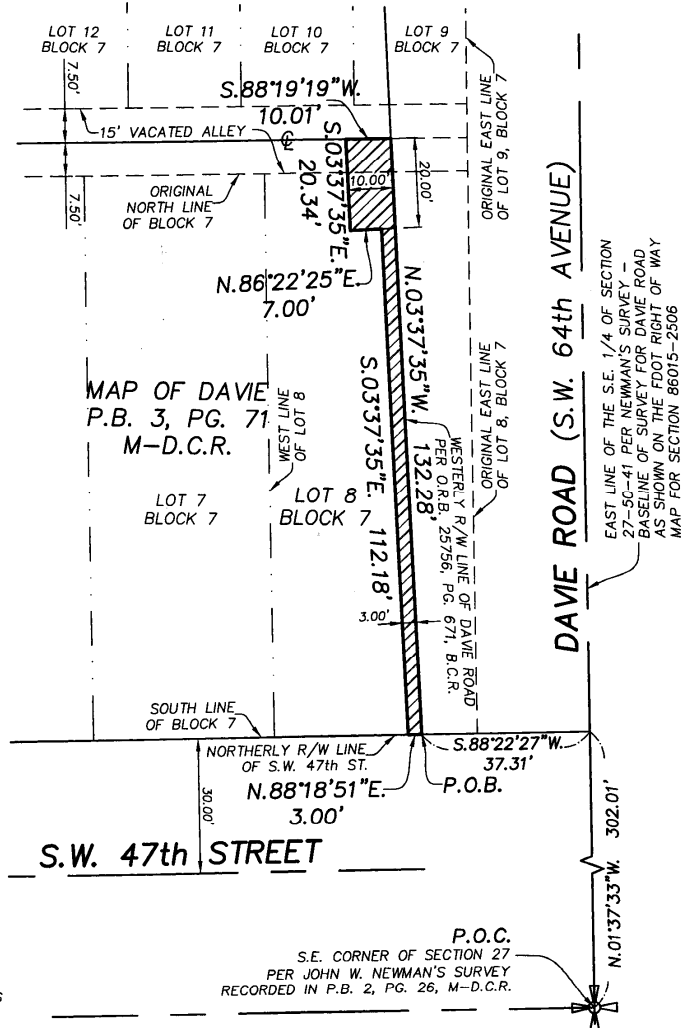 LOT 12
BLOCK 7
LOT 11
BLOCK 7
LOT 10
BLOCK 7
LOT 9
BLOCK 7
7.50'
S.88°19'19"W.
10.01'
15' VACATED ALLEY
ORIGINAL EAST LINE
OF LOT 9, BLOCK 7
7.50'
ORIGINAL
NORTH LINE
OF BLOCK 7
S.03°37'35"E.
20.34'
10.00'
20.00'
N.86°22'25"E.
7.00'
MAP OF DAVIE
P.B. 3, PG. 71
M-D.C.R.
WEST LINE
OF LOT 8
LOT 7
BLOCK 7
LOT 8
BLOCK 7
N.03°37'35"W. 132.28'
S.03°37'35"E. 112.18'
WESTERLY R/W LINE OF DAVIE ROAD
PER O.R.B. 25756, PG. 671, B.C.R.
ORIGINAL EAST LINE
OF LOT 8, BLOCK 7
3.00'
DAVIE ROAD (S.W. 64th AVENUE)
EAST LINE OF THE S.E. 1/4 OF SECTION
27-50-41 PER NEWMAN'S SURVEY -
BASELINE OF SURVEY FOR DAVIE ROAD
AS SHOWN ON THE FDOT RIGHT OF WAY
MAP FOR SECTION 86015-2506
SOUTH LINE
OF BLOCK 7
NORTHERLY R/W LINE
OF S.W. 47th ST.
S.88°22'27"W.
37.31'
N.88°18'51"E.
3.00'
P.O.B.
30.00'
S.W. 47th STREET
N.01°37'33"W. 302.01'
P.O.C.
S.E. CORNER OF SECTION 27
PER JOHN W. NEWMAN'S SURVEY
RECORDED IN P.B. 2, PG. 26, M-D.C.R.